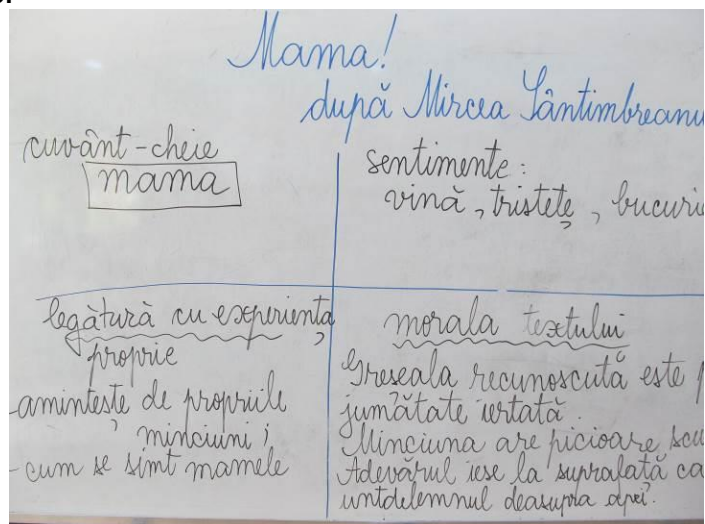 Mama!
după Mircea Sântimbreanu
cuvânt-cheie
mama
sentimente:
vină, tristețe, bucurie
legătură cu experiența
proprie
-amintește de propriile
minciuni;
-cum se simt mamele
morala textului
Greșeala recunoscută este
jumătate iertată.
Minciuna are picioare scu
Adevărul iese la suprafață ca
untdelemnul deasupra apei.